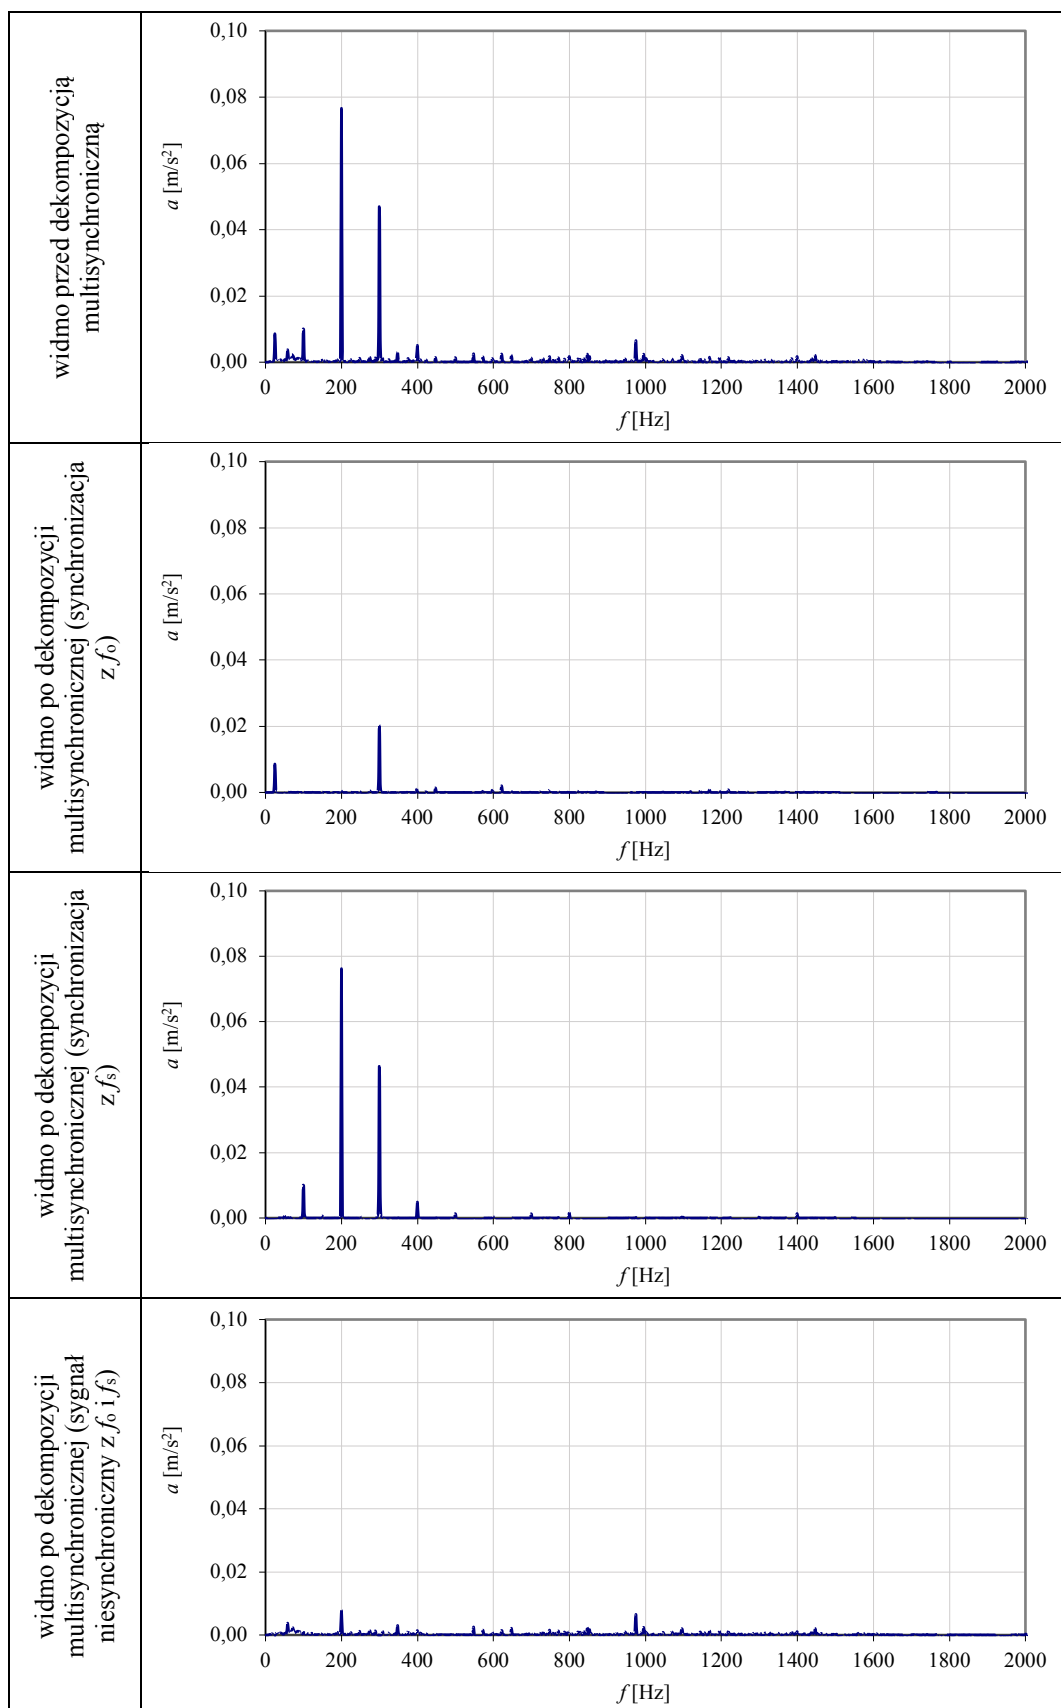 widmo przed dekompozycją
multisynchroniczną
0,10
0,08
0,06
0,04
0,02
0,00
a [m/s²]
0 200 400 600 800 1000 1200 1400 1600 1800 2000
f [Hz]
widmo po dekompozycji
multisynchronicznej (synchronizacja
z fo)
0,10
0,08
0,06
0,04
0,02
0,00
a [m/s²]
0 200 400 600 800 1000 1200 1400 1600 1800 2000
f [Hz]
widmo po dekompozycji
multisynchronicznej (synchronizacja
z fs)
0,10
0,08
0,06
0,04
0,02
0,00
a [m/s²]
0 200 400 600 800 1000 1200 1400 1600 1800 2000
f [Hz]
widmo po dekompozycji
multisynchronicznej (sygnał
niesynchroniczny z fo i fs)
0,10
0,08
0,06
0,04
0,02
0,00
a [m/s²]
0 200 400 600 800 1000 1200 1400 1600 1800 2000
f [Hz]